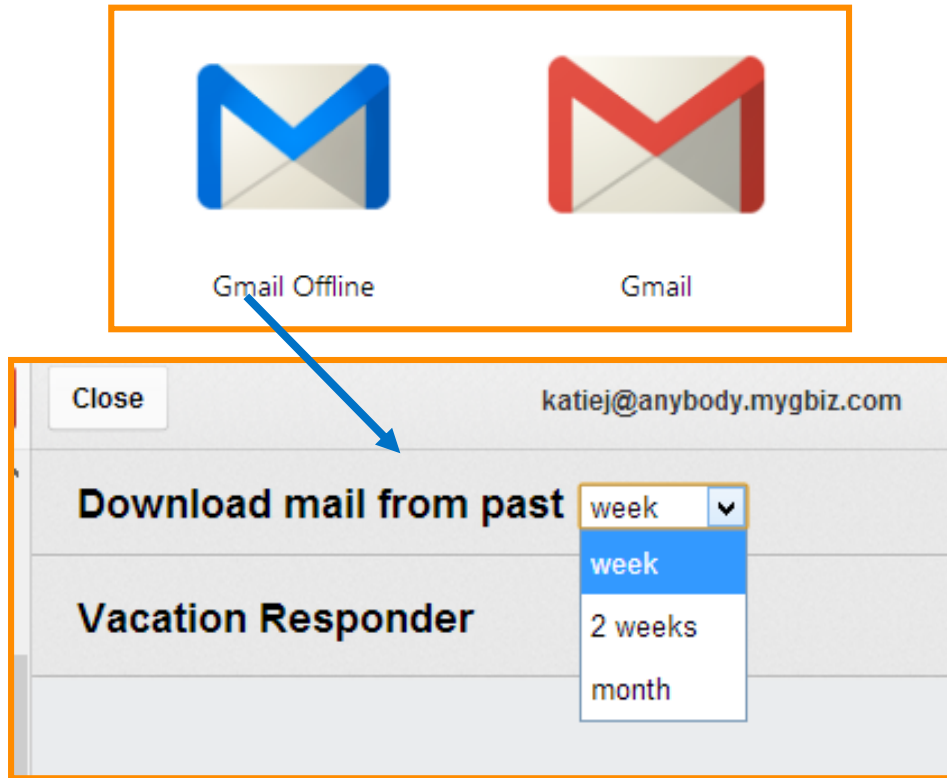 Gmail Offline Gmail
Close katiej@anybody.mygbiz.com
Download mail from past week
week
Vacation Responder
2 weeks
month